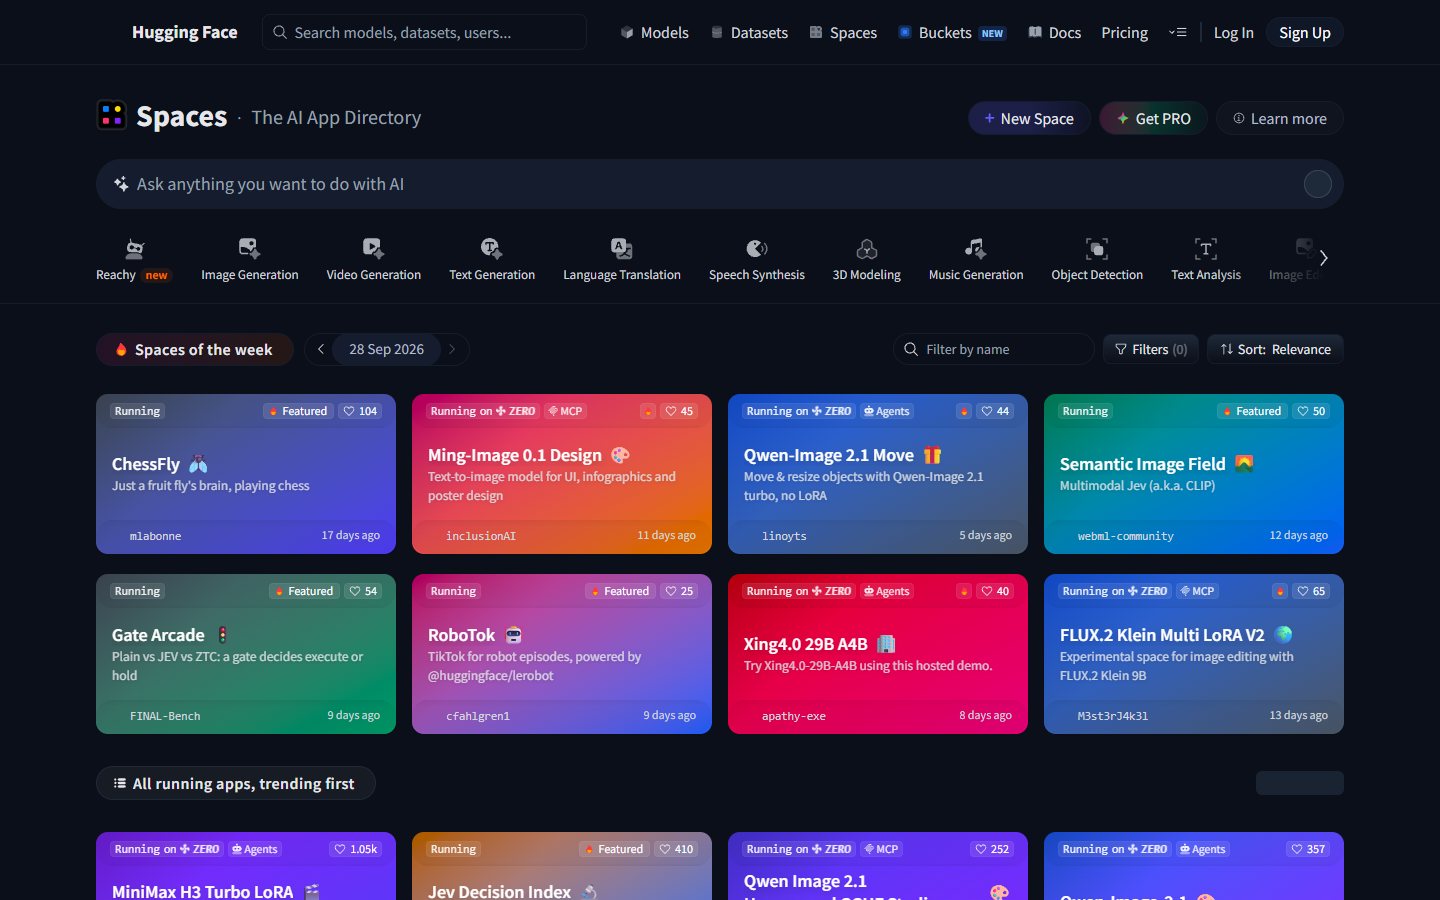 Hugging Face
Search models, datasets, users...
Models
Datasets
Spaces
Buckets NEW
Docs
Pricing
Log In
Sign Up
Spaces · The AI App Directory
+ New Space
Get PRO
Learn more
Ask anything you want to do with AI
Reachy new
Image Generation
Video Generation
Text Generation
Language Translation
Speech Synthesis
3D Modeling
Music Generation
Object Detection
Text Analysis
Image
Spaces of the week
28 Sep 2026
Filter by name
Filters (0)
Sort: Relevance
Running
Featured
104
ChessFly
Just a fruit fly's brain, playing chess
mlabonne
17 days ago
Running on ZERO
MCP
45
Ming-Image 0.1 Design
Text-to-image model for UI, infographics and
poster design
inclusionAI
11 days ago
Running on ZERO
Agents
44
Qwen-Image 2.1 Move
Move & resize objects with Qwen-Image 2.1
turbo, no LoRA
linoyts
5 days ago
Running
Featured
50
Semantic Image Field
Multimodal Jev (a.k.a. CLIP)
webml-community
12 days ago
Running
Featured
54
Gate Arcade
Plain vs JEV vs ZTC: a gate decides execute or
hold
FINAL-Bench
9 days ago
Running
Featured
25
RoboTok
TikTok for robot episodes, powered by
@huggingface/lerobot
cfahlgren1
9 days ago
Running on ZERO
Agents
40
Xing4.0 29B A4B
Try Xing4.0-29B-A4B using this hosted demo.
apathy-exe
8 days ago
Running on ZERO
MCP
65
FLUX.2 Klein Multi LoRA V2
Experimental space for image editing with
FLUX.2 Klein 9B
M3st3rJ4k3l
13 days ago
All running apps, trending first
Running on ZERO
Agents
1.05k
MiniMax H3 Turbo LoRA
Running
Featured
410
Jev Decision Index
Running on ZERO
MCP
252
Qwen Image 2.1
Running on ZERO
Agents
357
Qwen-Image 2.1